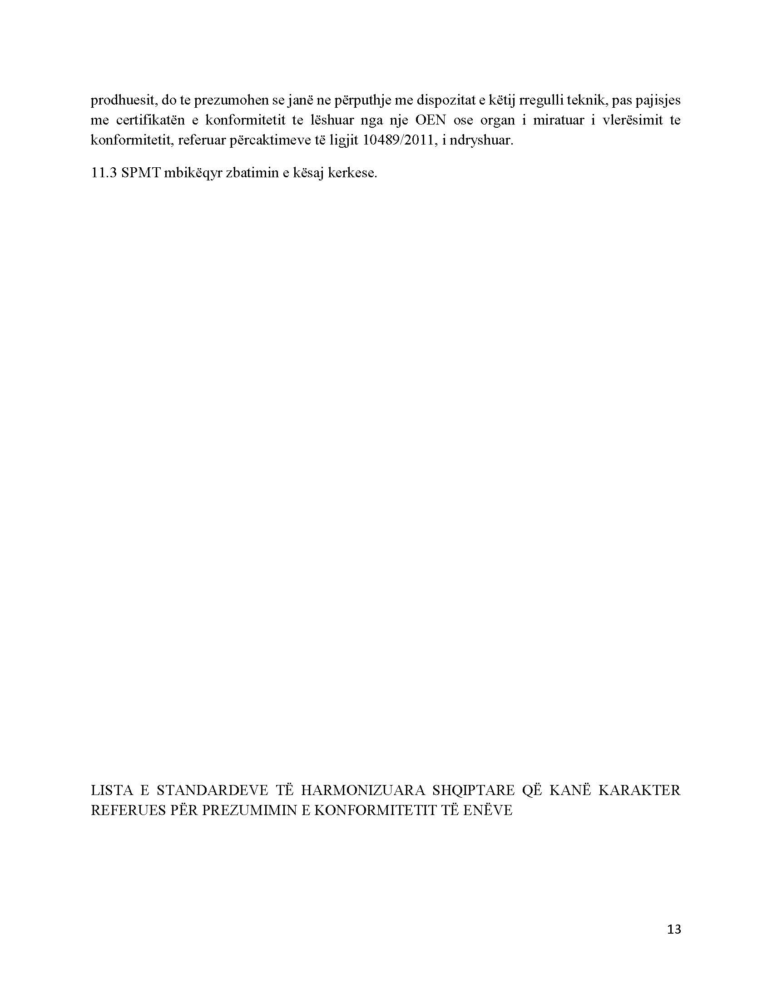 prodhuesit, do te prezumohen se janë ne përputhje me dispozitat e këtij rregulli teknik, pas pajisjes
me certifikatën e konformitetit te lëshuar nga nje OEN ose organ i miratuar i vlerësimit te
konformitetit, referuar përcaktimeve të ligjit 10489/2011, i ndryshuar.
11.3 SPMT mbikëqyr zbatimin e kësaj kerkese.
LISTA E STANDARDEVE TË HARMONIZUARA SHQIPTARE QË KANË KARAKTER
REFERUES PËR PREZUMIMIN E KONFORMITETIT TË ENËVE
13